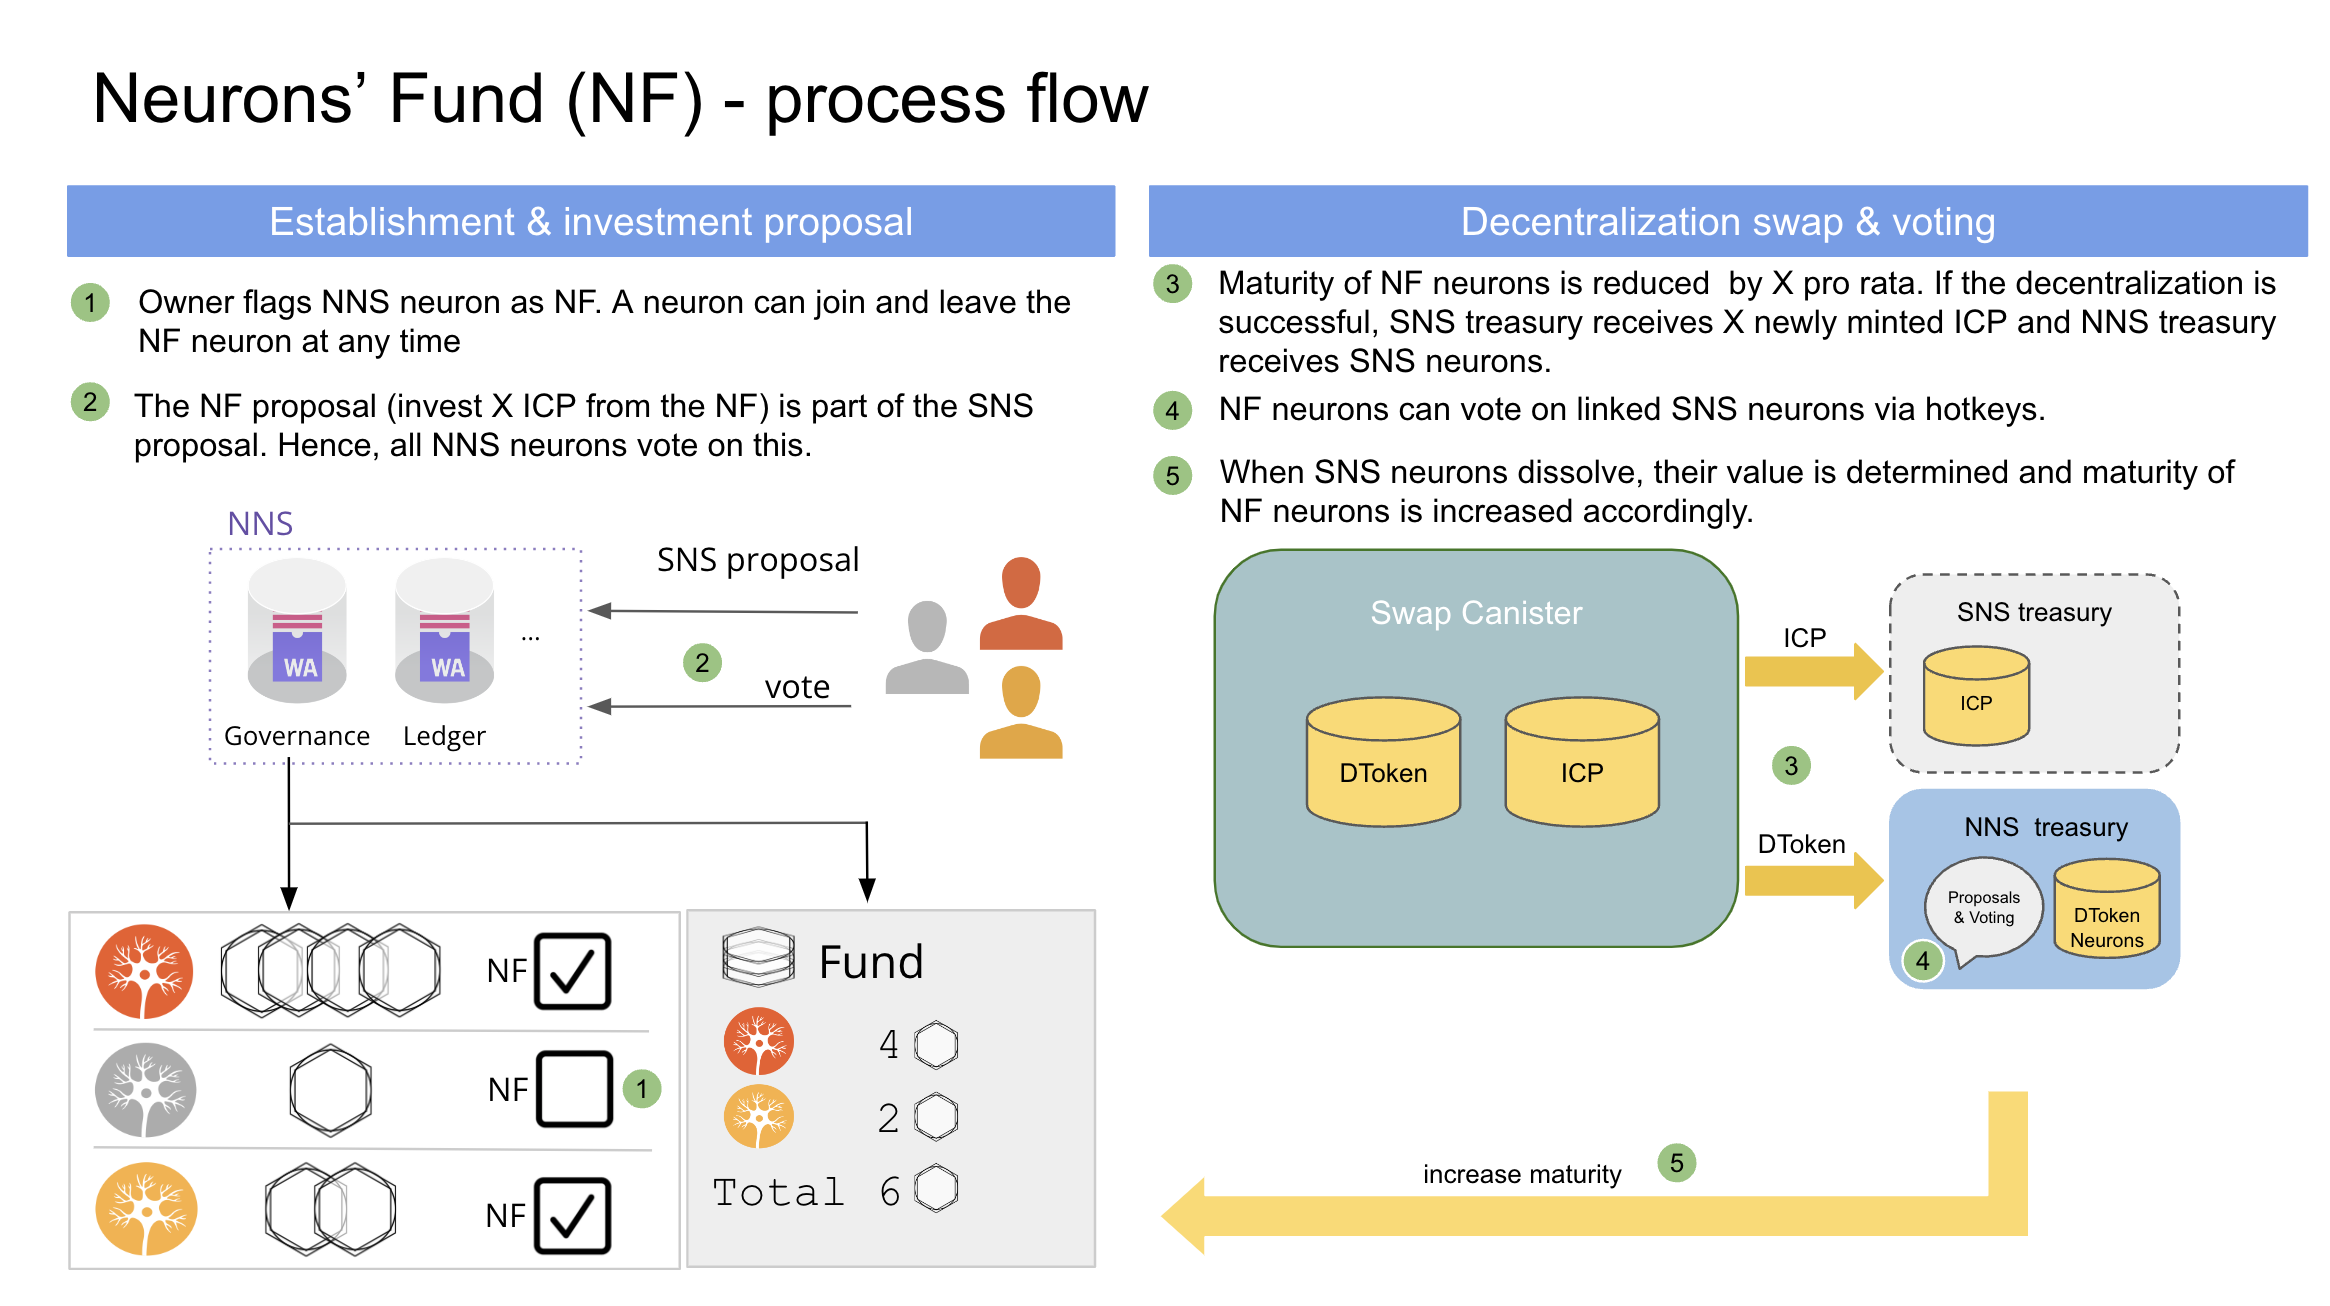 Neurons’ Fund (NF) - process flow
Establishment & investment proposal
1
Owner flags NNS neuron as NF. A neuron can join and leave the
NF neuron at any time
2
The NF proposal (invest X ICP from the NF) is part of the SNS
proposal. Hence, all NNS neurons vote on this.
NNS
WA
WA
...
Governance
Ledger
SNS proposal
2
vote
NF
NF
1
NF
Fund
4
2
Total 6
Decentralization swap & voting
3
Maturity of NF neurons is reduced  by X pro rata. If the decentralization is
successful, SNS treasury receives X newly minted ICP and NNS treasury
receives SNS neurons.
4
NF neurons can vote on linked SNS neurons via hotkeys.
5
When SNS neurons dissolve, their value is determined and maturity of
NF neurons is increased accordingly.
Swap Canister
DToken
ICP
ICP
3
DToken
SNS treasury
ICP
NNS  treasury
Proposals
& Voting
4
DToken
Neurons
increase maturity
5